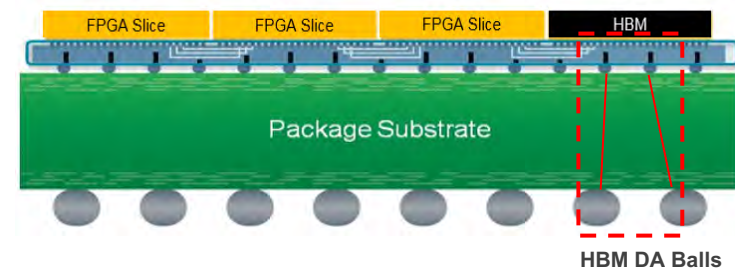 FPGA Slice FPGA Slice FPGA Slice HBM
Package Substrate
HBM DA Balls